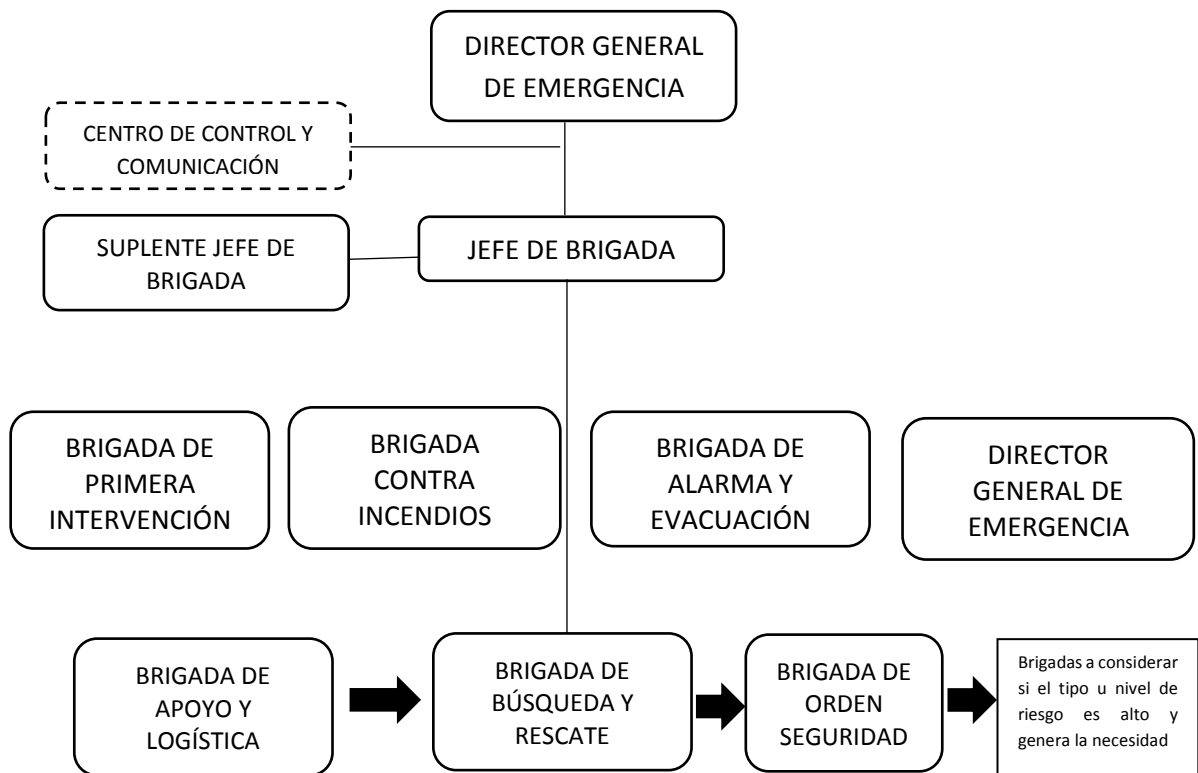 DIRECTOR GENERAL
DE EMERGENCIA
CENTRO DE CONTROL Y
COMUNICACIÓN
SUPLENTE JEFE DE
BRIGADA
JEFE DE BRIGADA
BRIGADA DE
PRIMERA
INTERVENCIÓN
BRIGADA
CONTRA
INCENDIOS
BRIGADA DE
ALARMA Y
EVACUACIÓN
DIRECTOR
GENERAL DE
EMERGENCIA
BRIGADA DE
APOYO Y
LOGÍSTICA
BRIGADA DE
BÚSQUEDA Y
RESCATE
BRIGADA DE
ORDEN
SEGURIDAD
Brigadas a considerar
si el tipo u nivel de
riesgo es alto y
genera la necesidad